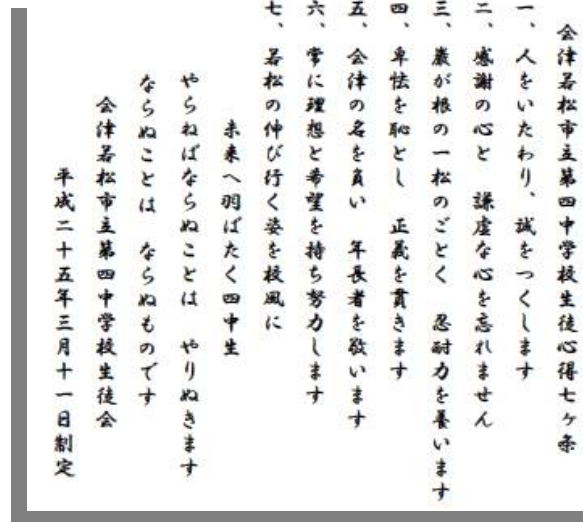 会津若松市立第四中学校生徒心得七ヶ条
一、人をいたわり、誠をつくします
二、感謝の心と　謙虚な心を忘れません
三、巌が根の一松のごとく　忍耐力を養います
四、卑怯を恥とし　正義を貫きます
五、会津の名を負い　年長者を敬います
六、常に理想と希望を持ち努力します
七、若松の伸び行く姿を校風に
未来へ羽ばたく四中生
やらねばならぬことは　やりぬきます
ならぬことは　ならぬものです
会津若松市立第四中学校生徒会
平成二十五年三月十一日制定